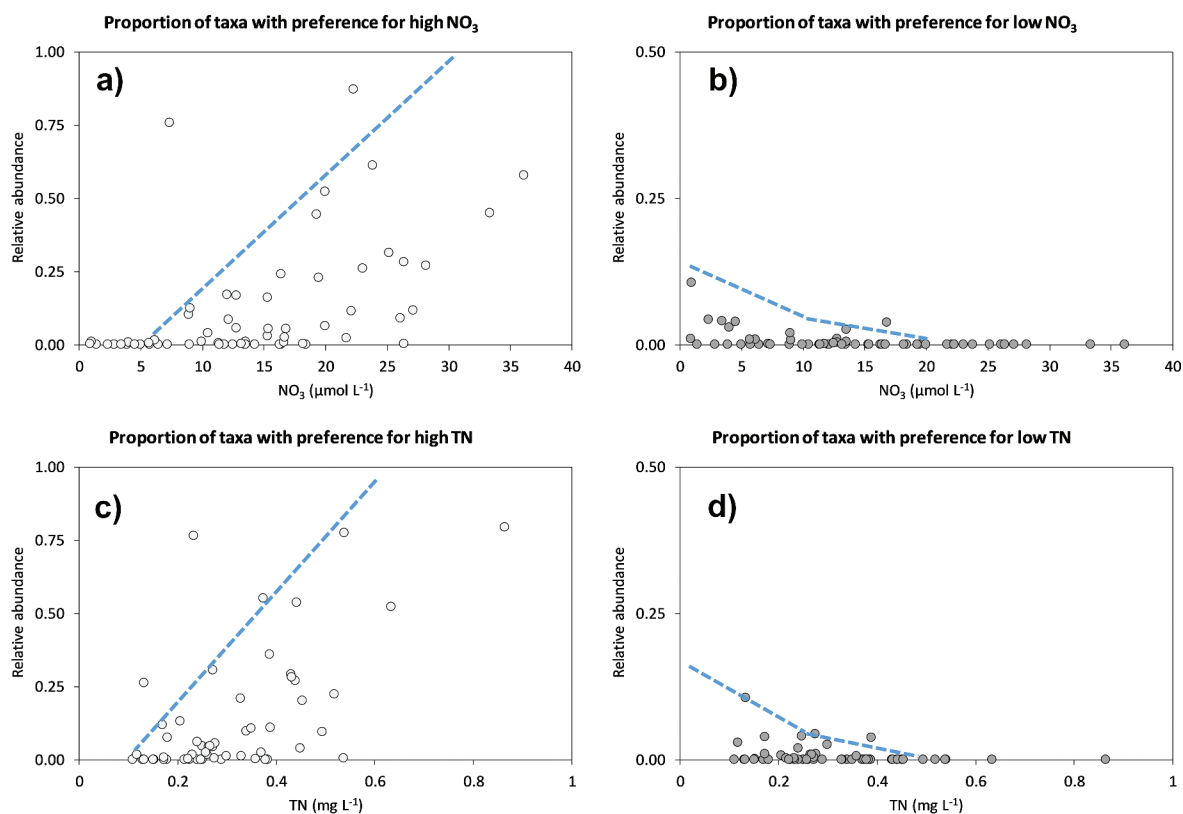 Proportion of taxa with preference for high NO₃
1.00
0.75
0.50
0.25
0.00
Relative abundance
a)
0 5 10 15 20 25 30 35 40
NO₃ (µmol L⁻¹)
Proportion of taxa with preference for low NO₃
0.50
0.25
0.00
Relative abundance
b)
0 5 10 15 20 25 30 35 40
NO₃ (µmol L⁻¹)
Proportion of taxa with preference for high TN
1.00
0.75
0.50
0.25
0.00
Relative abundance
c)
0 0.2 0.4 0.6 0.8 1
TN (mg L⁻¹)
Proportion of taxa with preference for low TN
0.50
0.25
0.00
Relative abundance
d)
0 0.2 0.4 0.6 0.8 1
TN (mg L⁻¹)